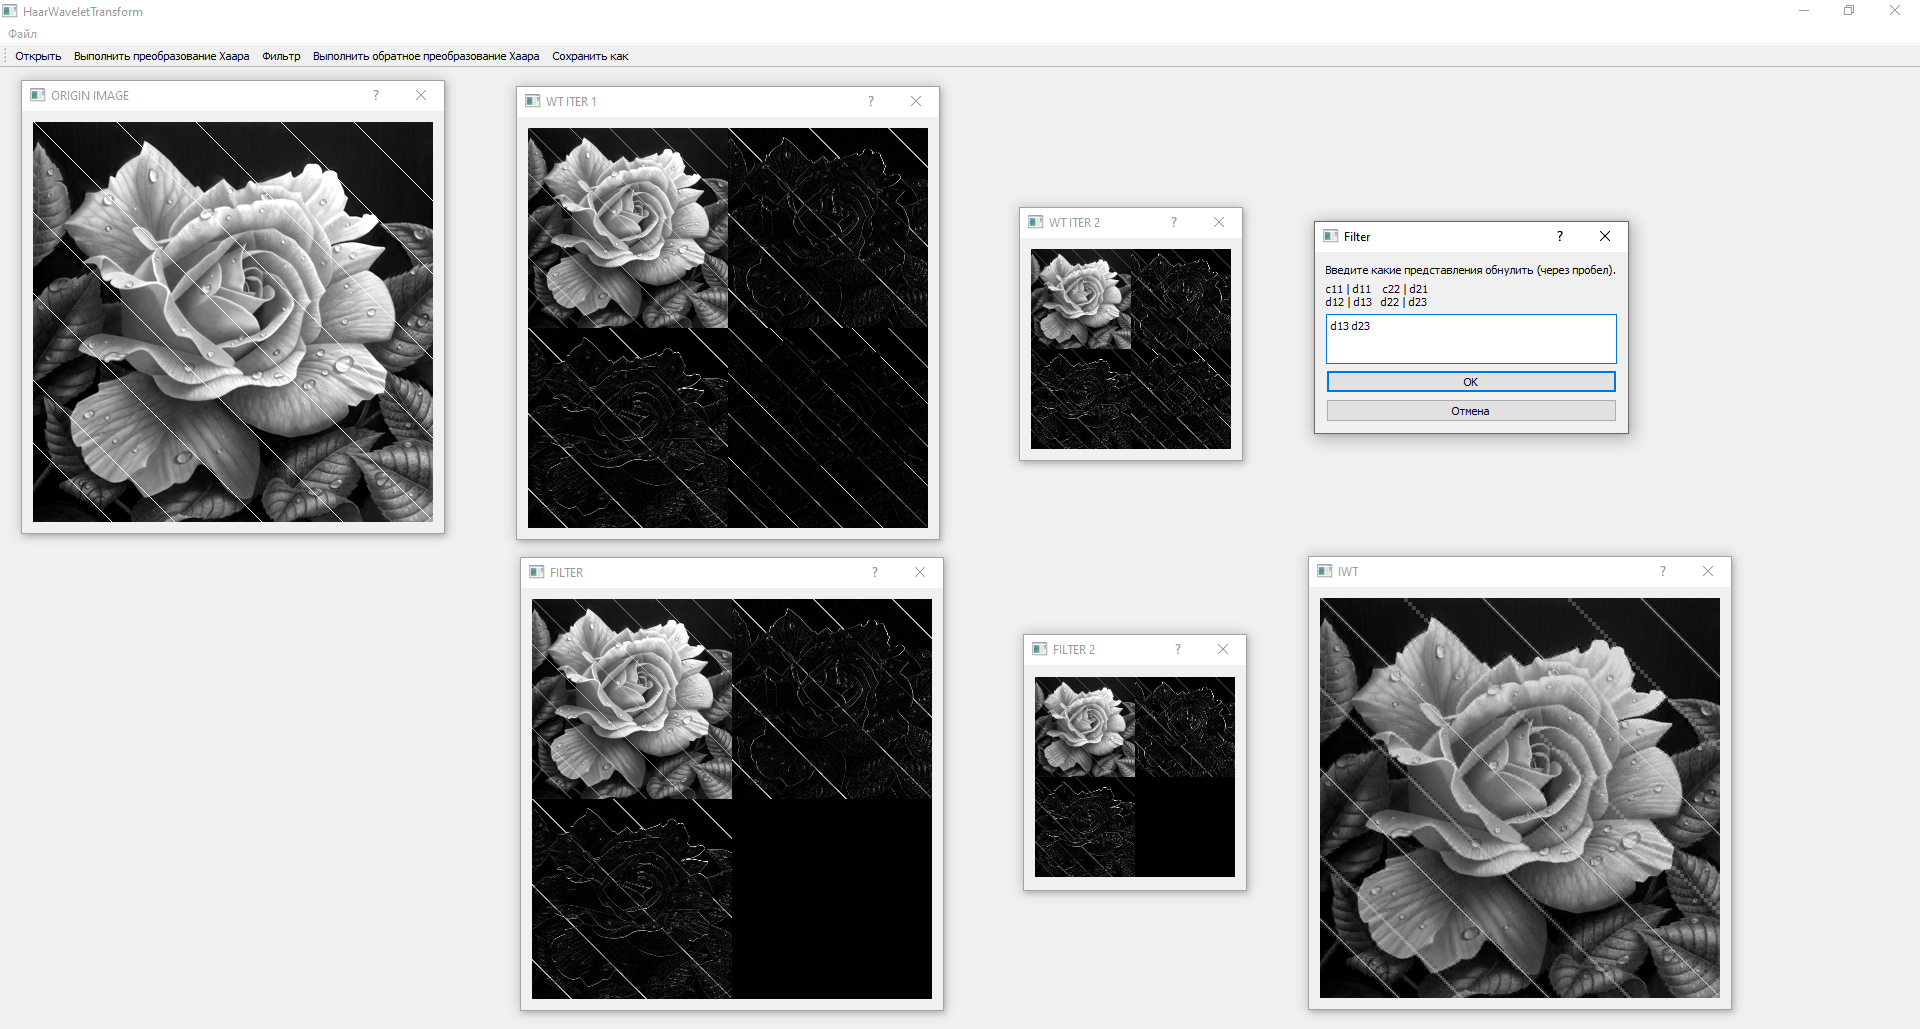 HaarWaveletTransform
Файл
Открыть Выполнить преобразование Хаара Фильтр Выполнить обратное преобразование Хаара Сохранить как
ORIGIN IMAGE ?
WT ITER 1 ?
WT ITER 2 ?
Filter ?
Введите какие представления обнулить (через пробел).
c11 | d11 c22 | d21
d12 | d13 d22 | d23
d13 d23
OK
Отмена
FILTER ?
FILTER 2 ?
IWT ?